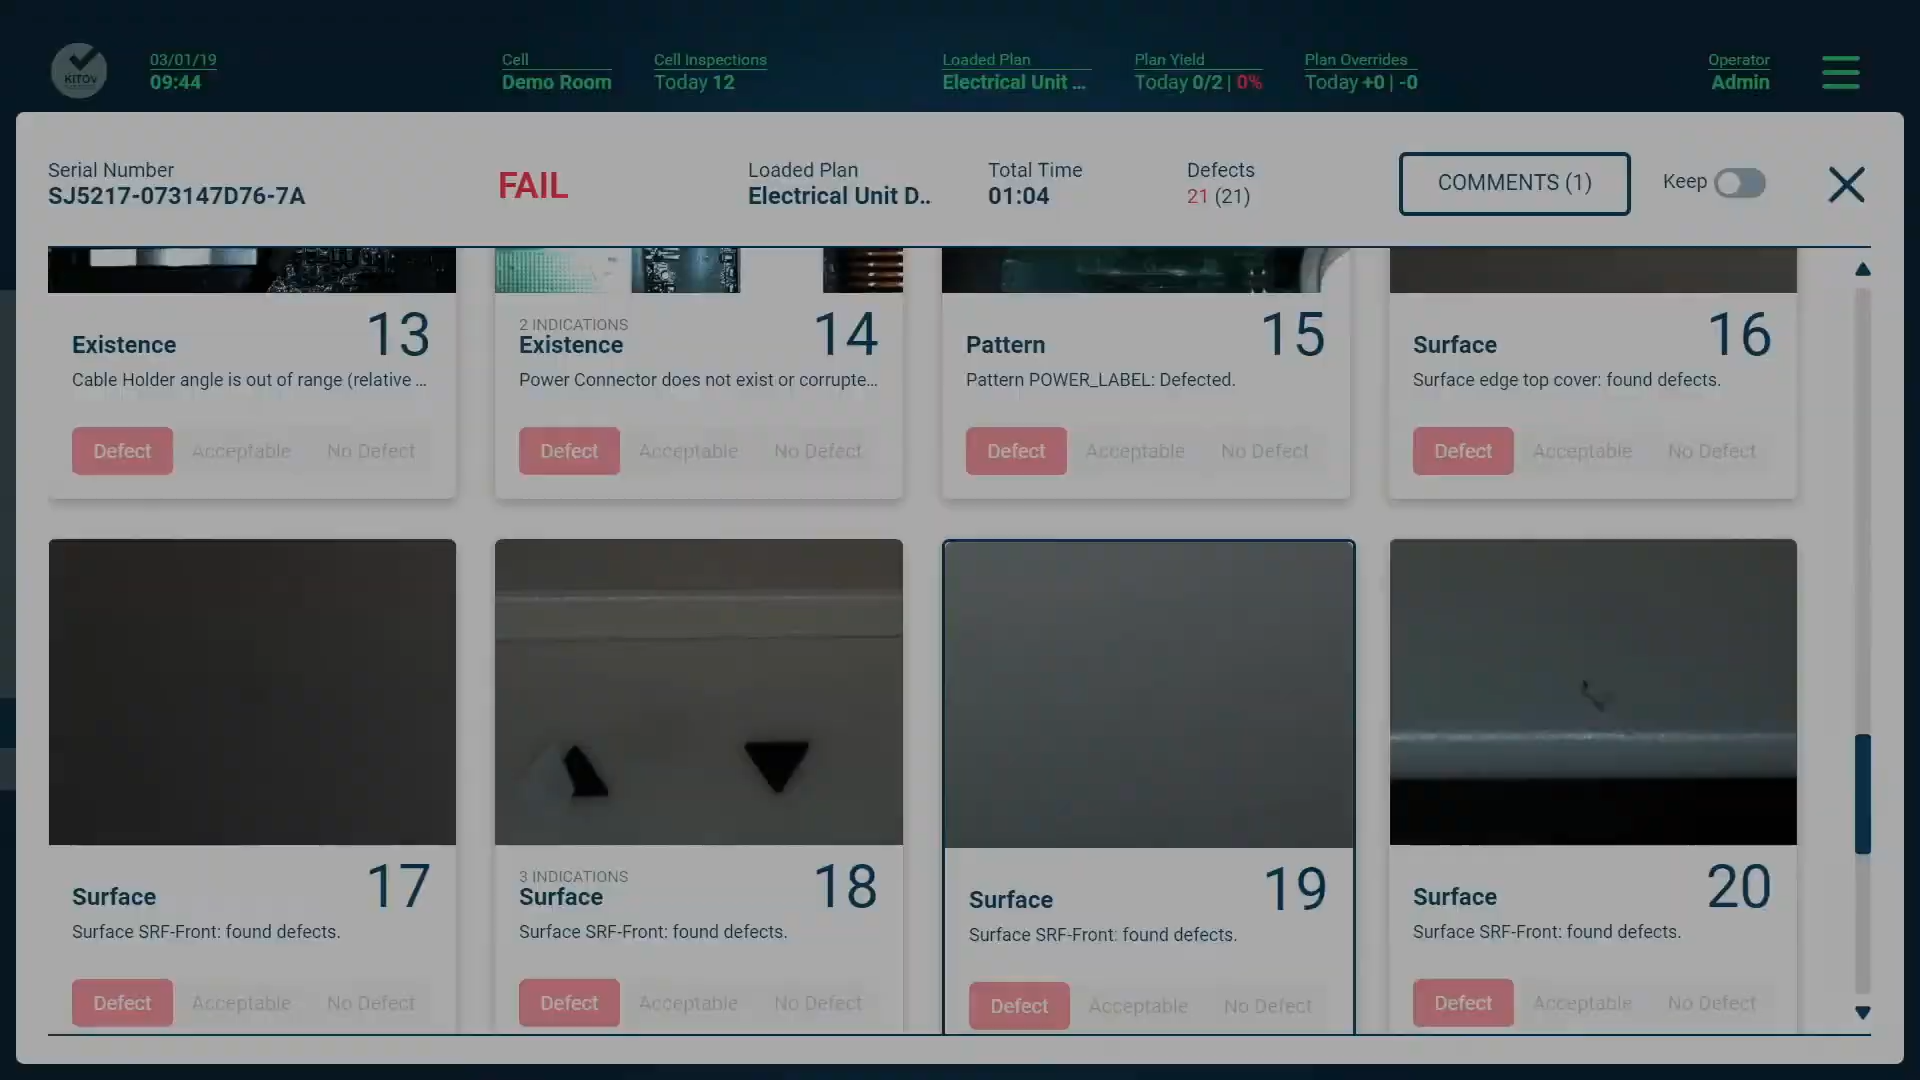 KITOV
03/01/19
09:44
Cell
Demo Room
Cell Inspections
Today 12
Loaded Plan
Electrical Unit ...
Plan Yield
Today 0/2 | 0%
Plan Overrides
Today +0 | -0
Operator
Admin
Serial Number
SJ5217-073147D76-7A
FAIL
Loaded Plan
Electrical Unit D..
Total Time
01:04
Defects
21 (21)
COMMENTS (1)
Keep
Existence
13
Cable Holder angle is out of range (relative ...
Defect Acceptable No Defect
2 INDICATIONS
Existence
14
Power Connector does not exist or corrupte...
Defect Acceptable No Defect
Pattern
15
Pattern POWER_LABEL: Defected.
Defect Acceptable No Defect
Surface
16
Surface edge top cover: found defects.
Defect Acceptable No Defect
Surface
17
Surface SRF-Front: found defects.
Defect Acceptable No Defect
3 INDICATIONS
Surface
18
Surface SRF-Front: found defects.
Defect Acceptable No Defect
Surface
19
Surface SRF-Front: found defects.
Defect Acceptable No Defect
Surface
20
Surface SRF-Front: found defects.
Defect Acceptable No Defect